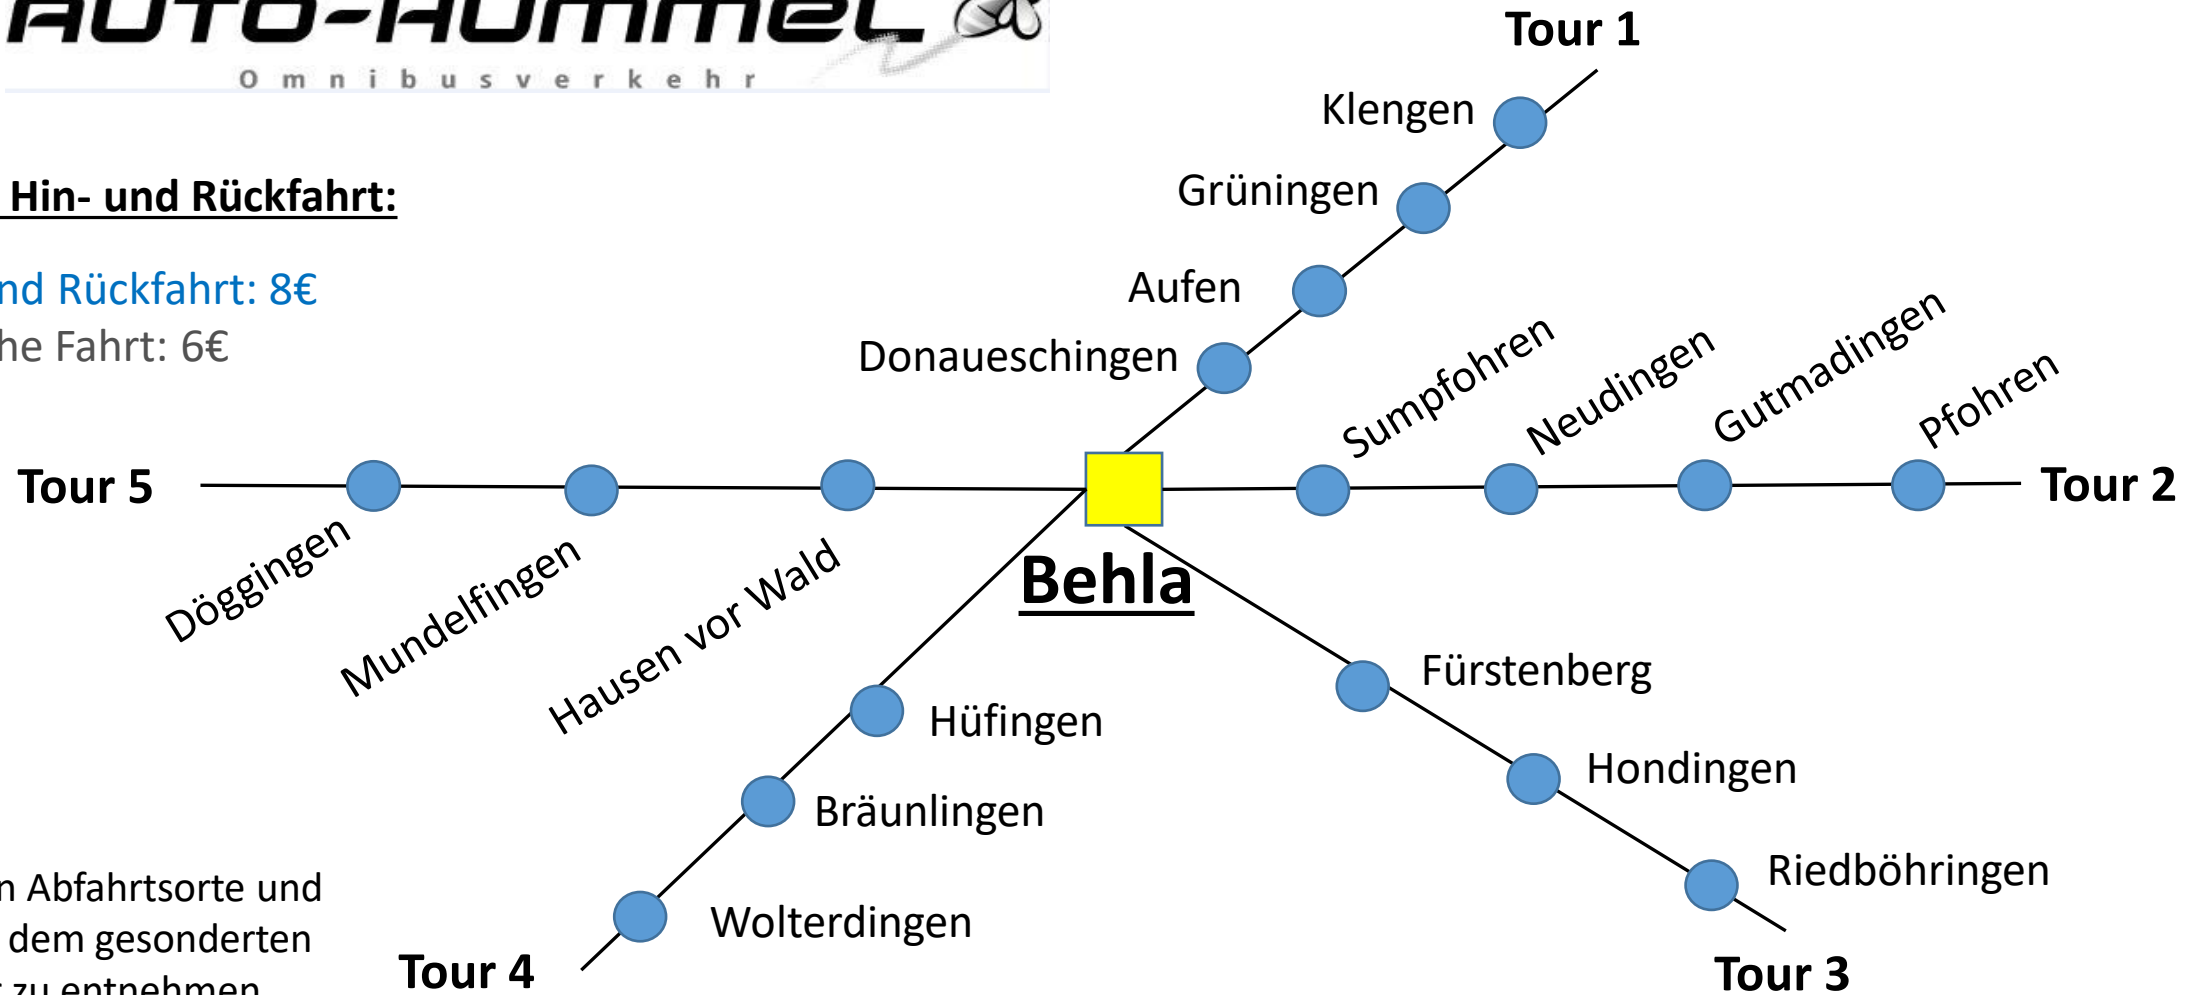 AUTO-HUMMEL
Omnibusverkehr
Hin- und Rückfahrt:
nd Rückfahrt: 8€
he Fahrt: 6€
Tour 1
Klengen
Grüningen
Aufen
Donaueschingen
Sumpfohren
Neudingen
Gutmadingen
Pfohren
Tour 2
Tour 5
Döggingen
Mundelfingen
Hausen vor Wald
Behla
Hüfingen
Bräunlingen
Wolterdingen
Tour 4
Fürstenberg
Hondingen
Riedböhringen
Tour 3
n Abfahrtsorte und
dem gesonderten
zu entnehmen